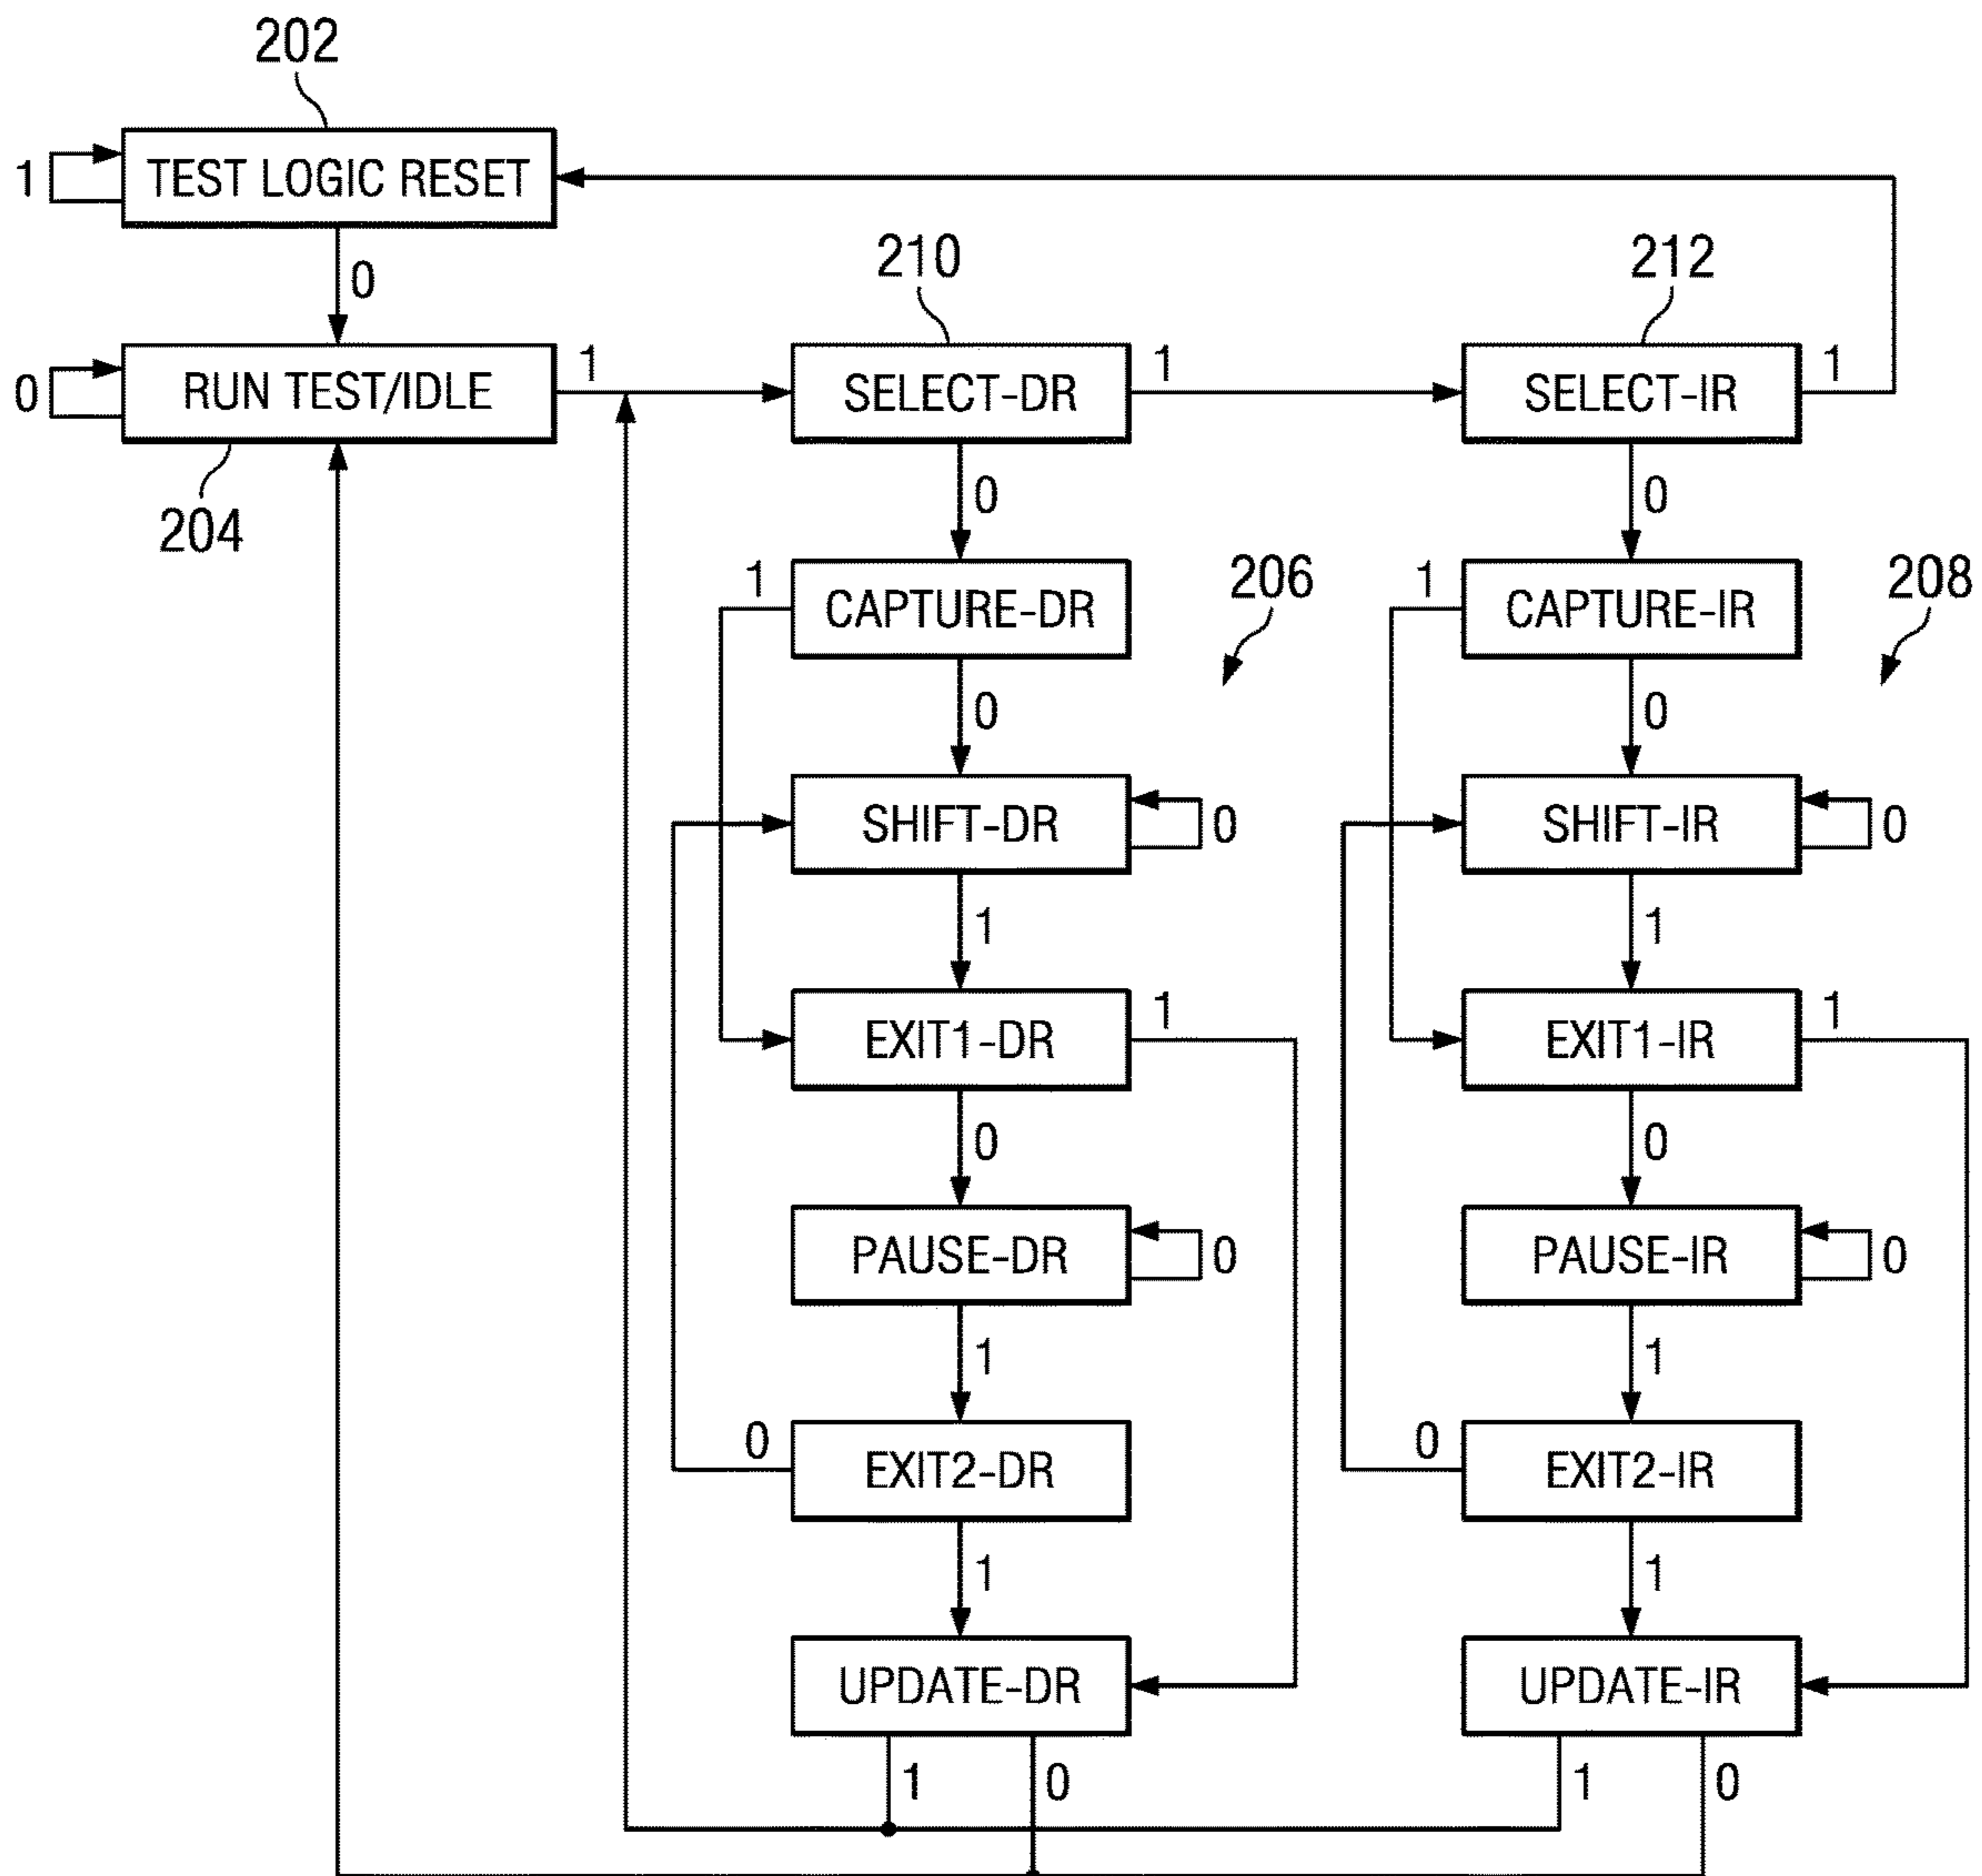 202
1 TEST LOGIC RESET
0
210
212
0 RUN TEST/IDLE 1 SELECT-DR 1 SELECT-IR 1
204
0 0
1 CAPTURE-DR 206 1 CAPTURE-IR 208
0 0
SHIFT-DR 0 SHIFT-IR 0
1 1
EXIT1-DR 1 EXIT1-IR 1
0 0
PAUSE-DR 0 PAUSE-IR 0
1 1
0 EXIT2-DR 0 EXIT2-IR
1 1
UPDATE-DR UPDATE-IR
1 0 1 0